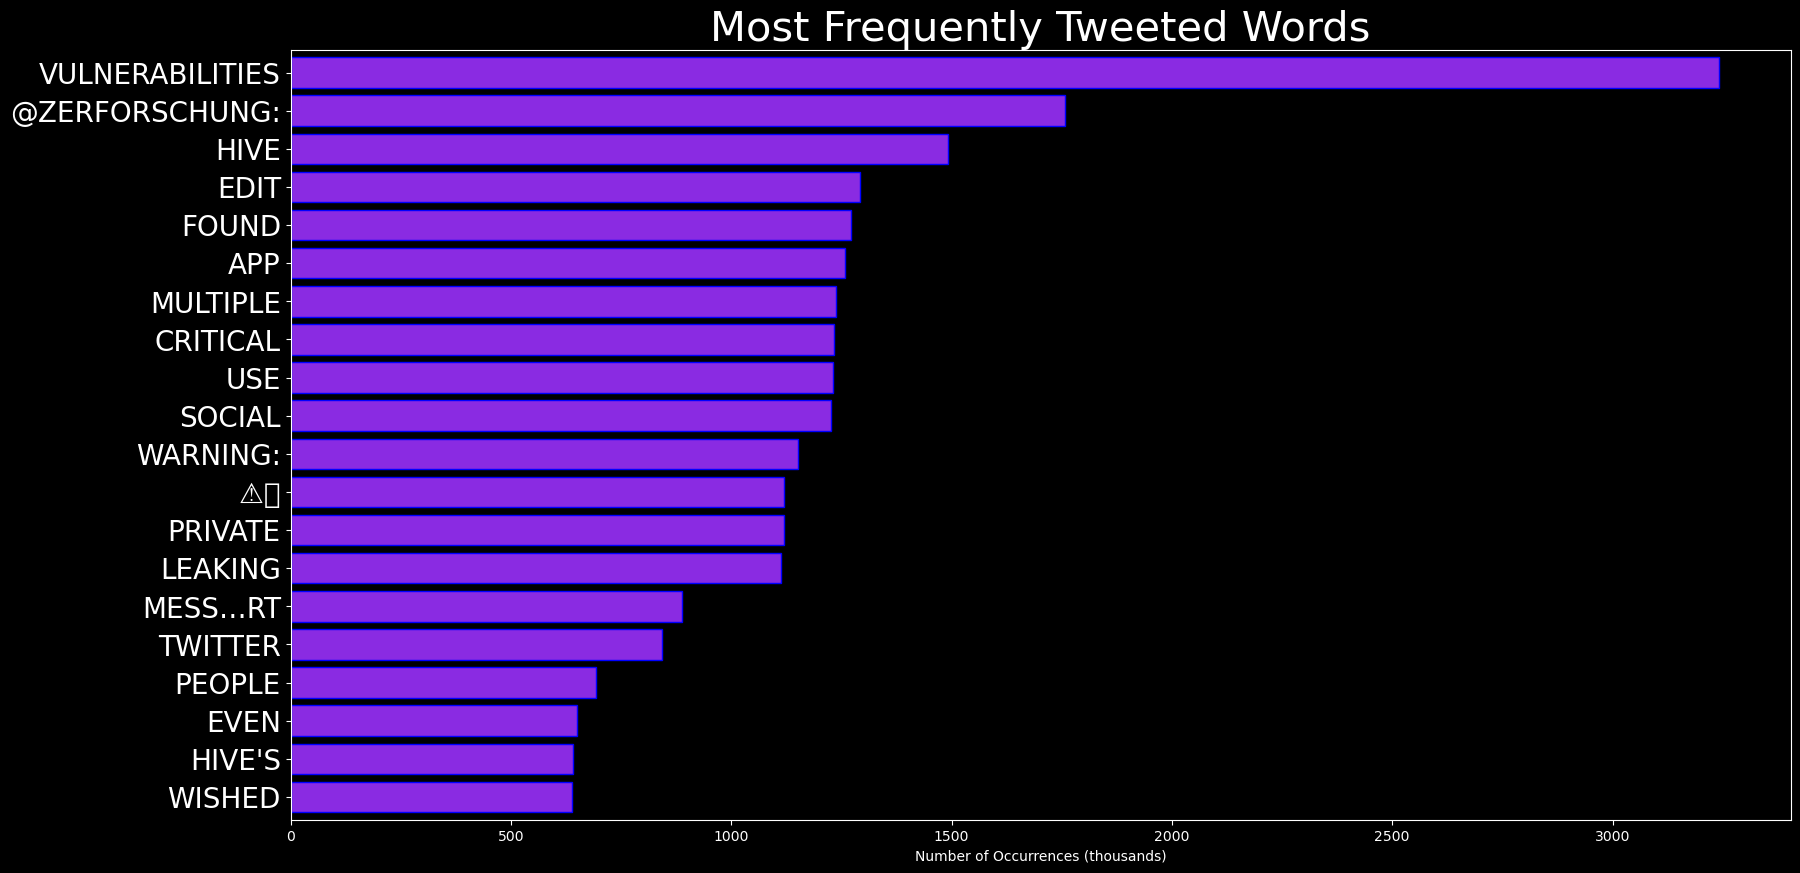 Most Frequently Tweeted Words
VULNERABILITIES
@ZERFORSCHUNG:
HIVE
EDIT
FOUND
APP
MULTIPLE
CRITICAL
USE
SOCIAL
WARNING:
⚠▯
PRIVATE
LEAKING
MESS…RT
TWITTER
PEOPLE
EVEN
HIVE'S
WISHED
0 500 1000 1500 2000 2500 3000
Number of Occurrences (thousands)